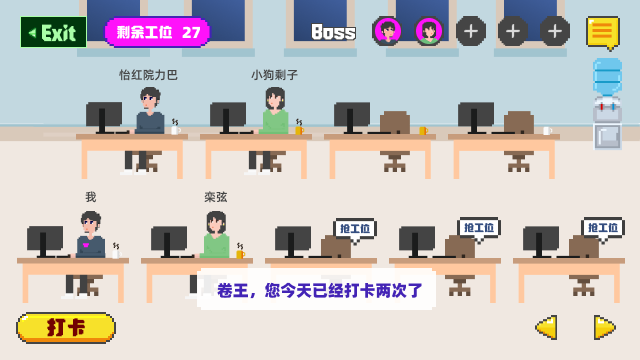 Exit
剩余工位 27
Boss
怡红院力巴
小狗剩子
我
栾弦
抢工位
抢工位
抢工位
卷王，您今天已经打卡两次了
打卡